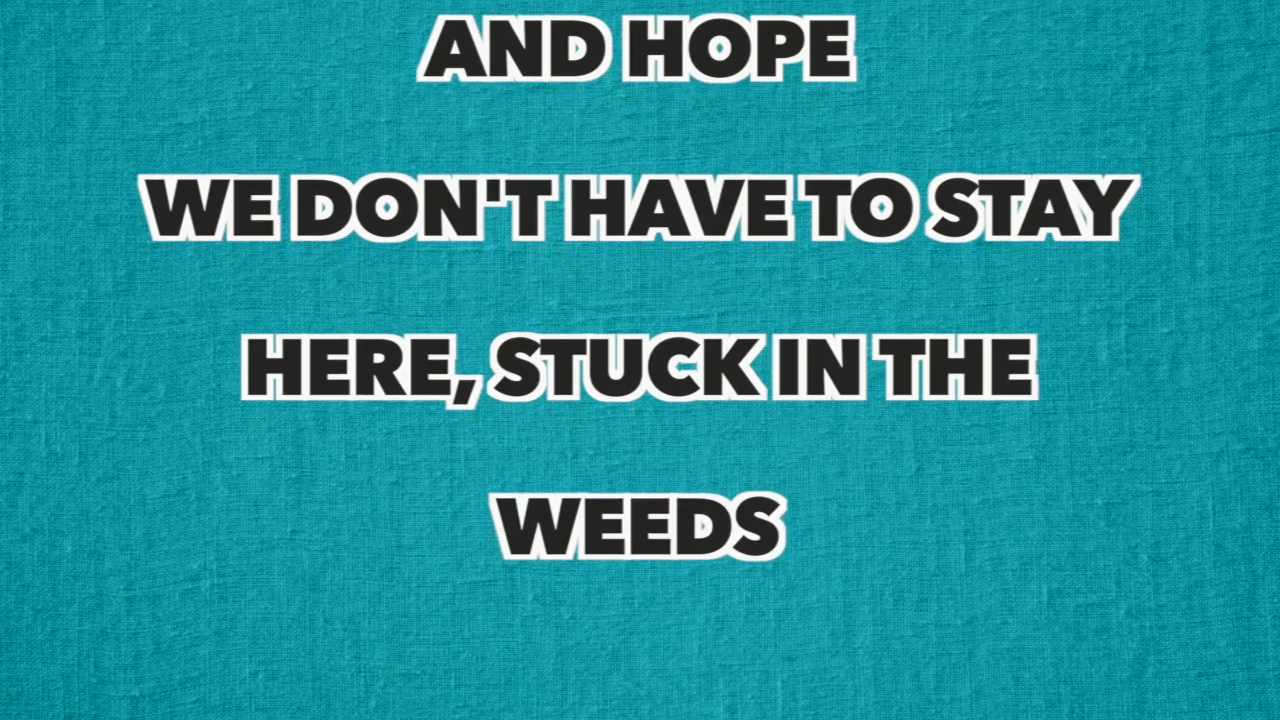 AND HOPE
WE DON'T HAVE TO STAY
HERE, STUCK IN THE
WEEDS